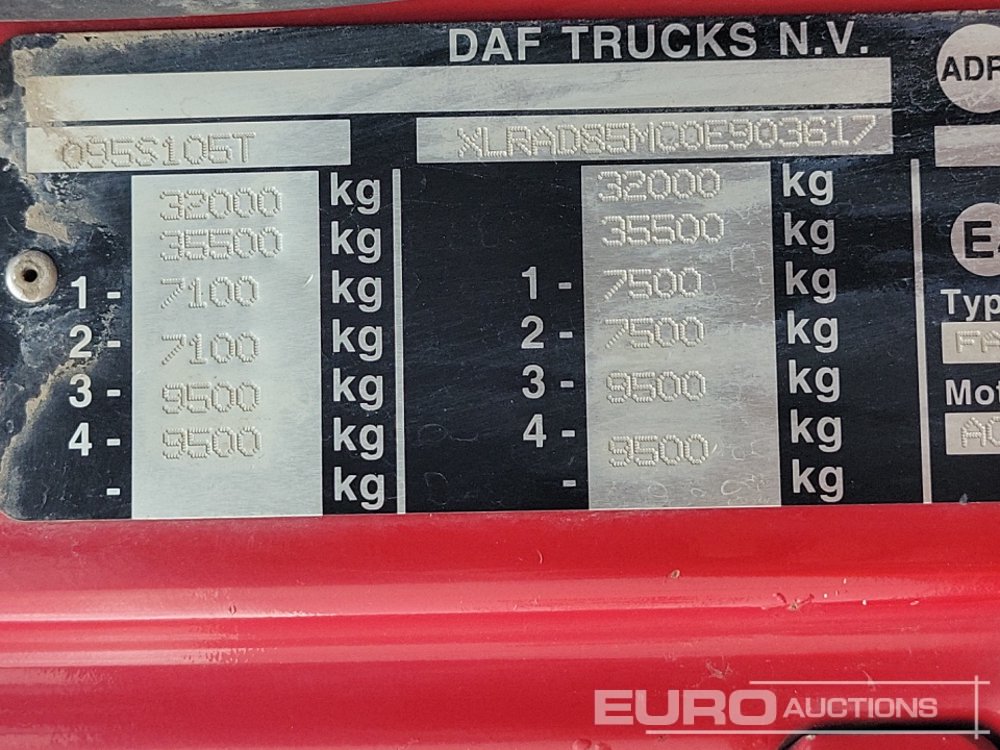 DAF TRUCKS N.V.
ADR
095S105T XLRAD85MC0E903617
32000 kg 32000 kg
35500 kg 35500 kg
1 - 7100 kg 1 - 7500 kg
2 - 7100 kg 2 - 7500 kg
3 - 9500 kg 3 - 9500 kg
4 - 9500 kg 4 - 9500 kg
- kg - kg
E
Typ
FA
Mot
EURO AUCTIONS